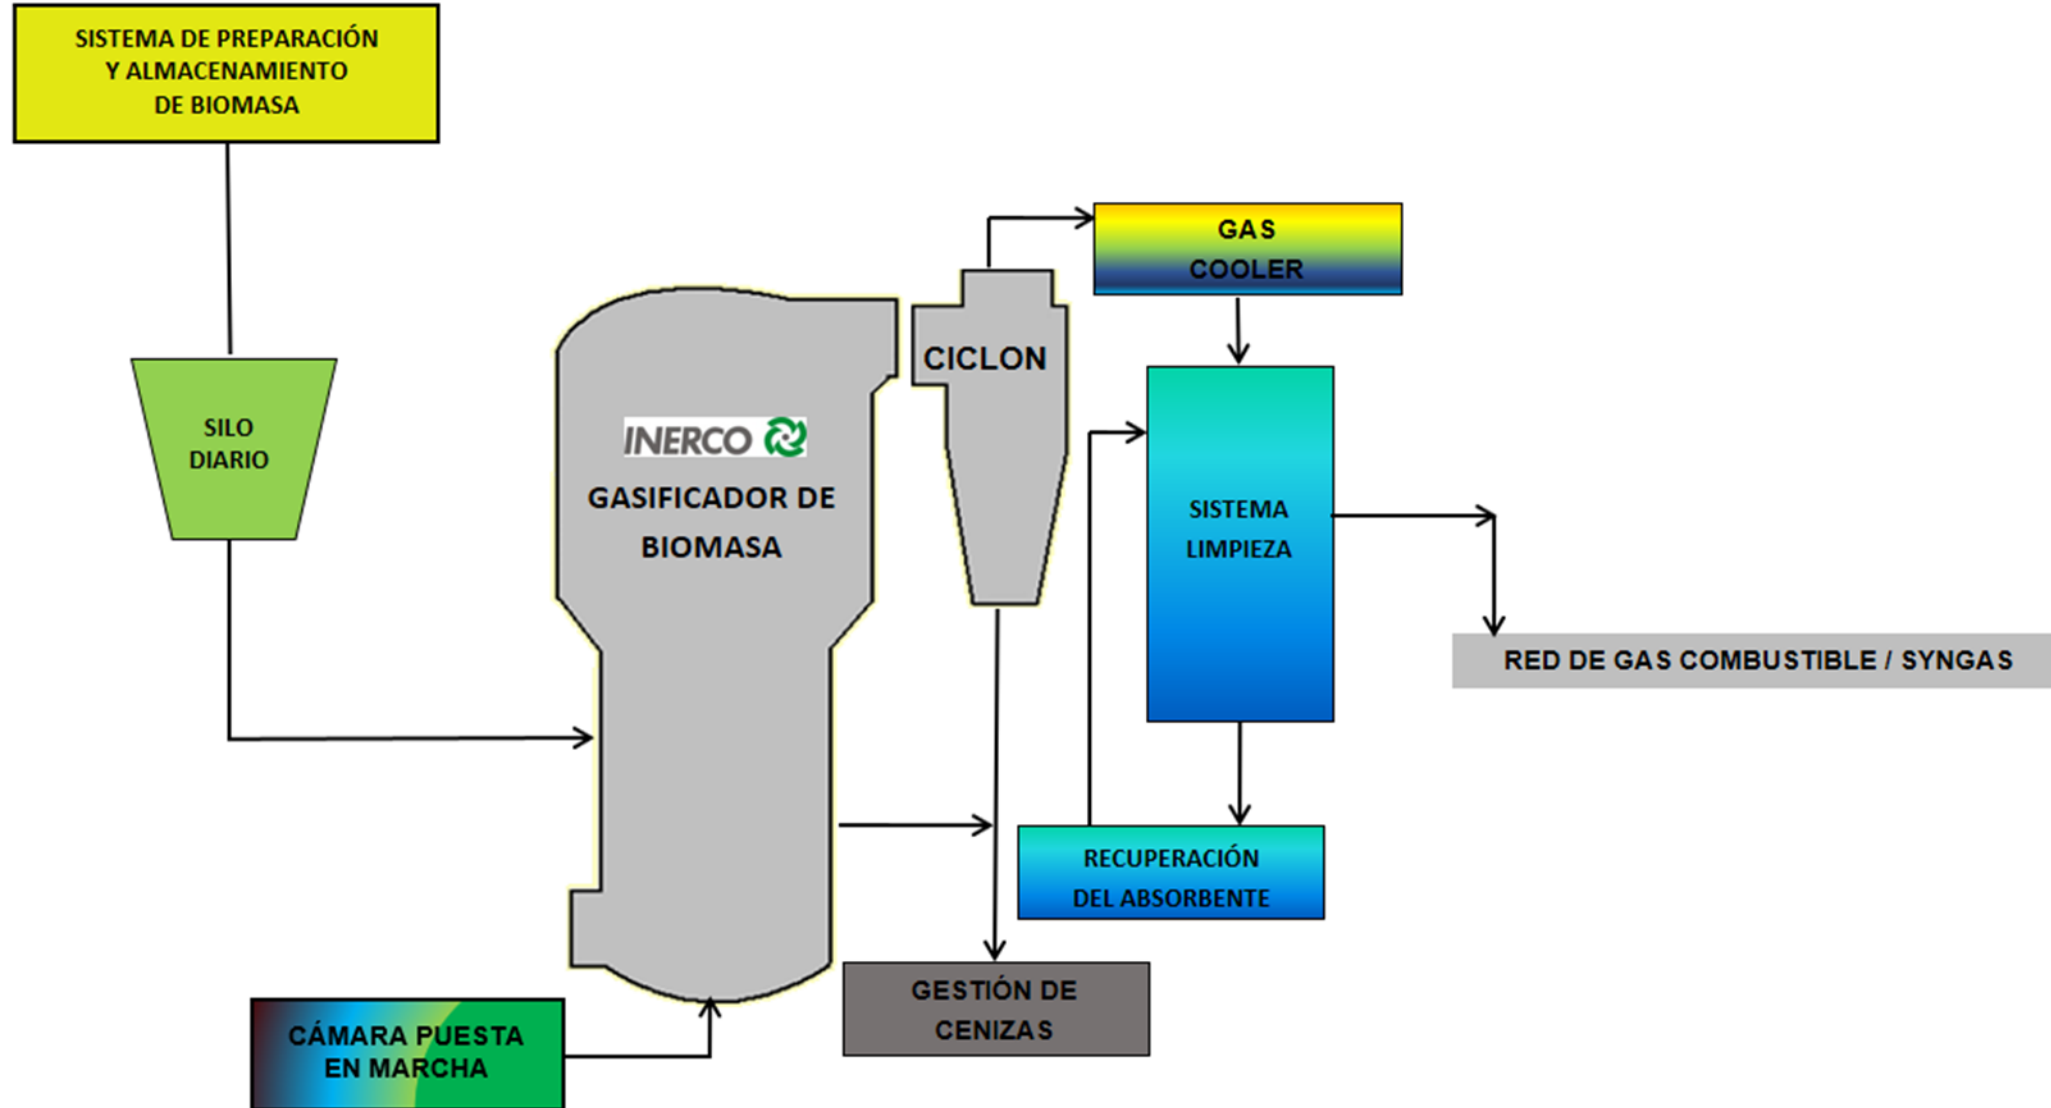 SISTEMA DE PREPARACIÓN
Y ALMACENAMIENTO
DE BIOMASA
SILO
DIARIO
INERCO
GASIFICADOR DE
BIOMASA
CICLON
GAS
COOLER
SISTEMA
LIMPIEZA
RED DE GAS COMBUSTIBLE / SYNGAS
RECUPERACIÓN
DEL ABSORBENTE
GESTIÓN DE
CENIZAS
CÁMARA PUESTA
EN MARCHA